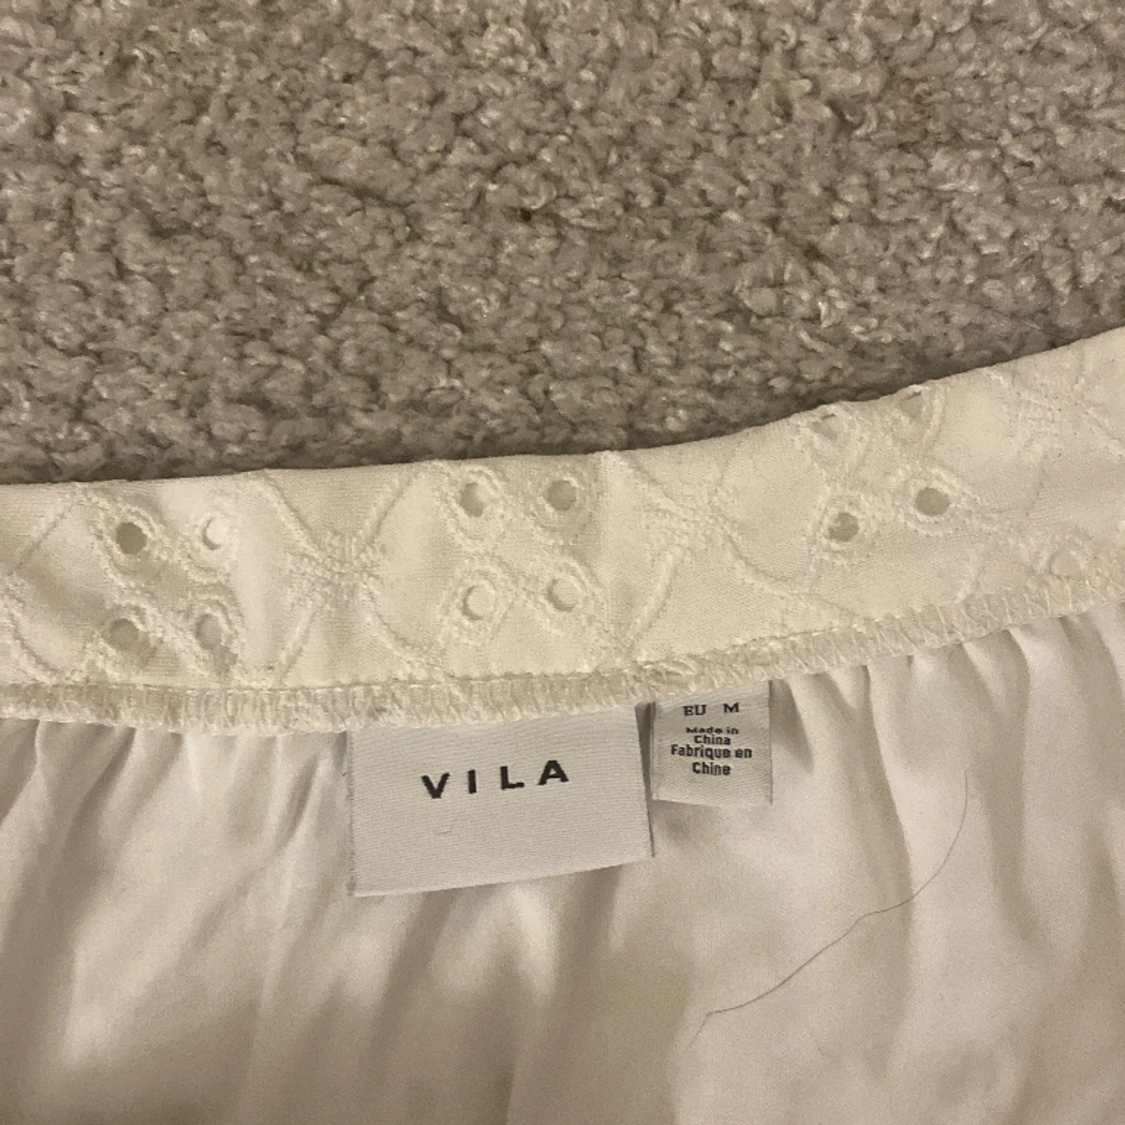 VILA
EU M
Made in
China
Fabrique en
Chine